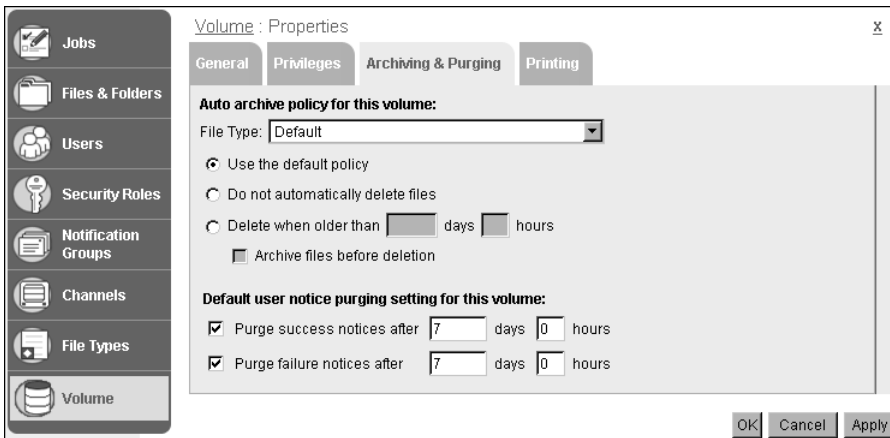 Jobs
Files & Folders
Users
Security Roles
Notification
Groups
Channels
File Types
Volume
Volume : Properties
x
General
Privileges
Archiving & Purging
Printing
Auto archive policy for this volume:
File Type: Default
Use the default policy
Do not automatically delete files
Delete when older than days hours
Archive files before deletion
Default user notice purging setting for this volume:
Purge success notices after 7 days 0 hours
Purge failure notices after 7 days 0 hours
OK
Cancel
Apply